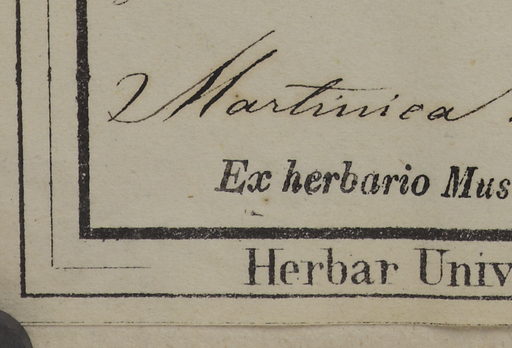 Martinica
Ex herbario Mus
Herbar Univ